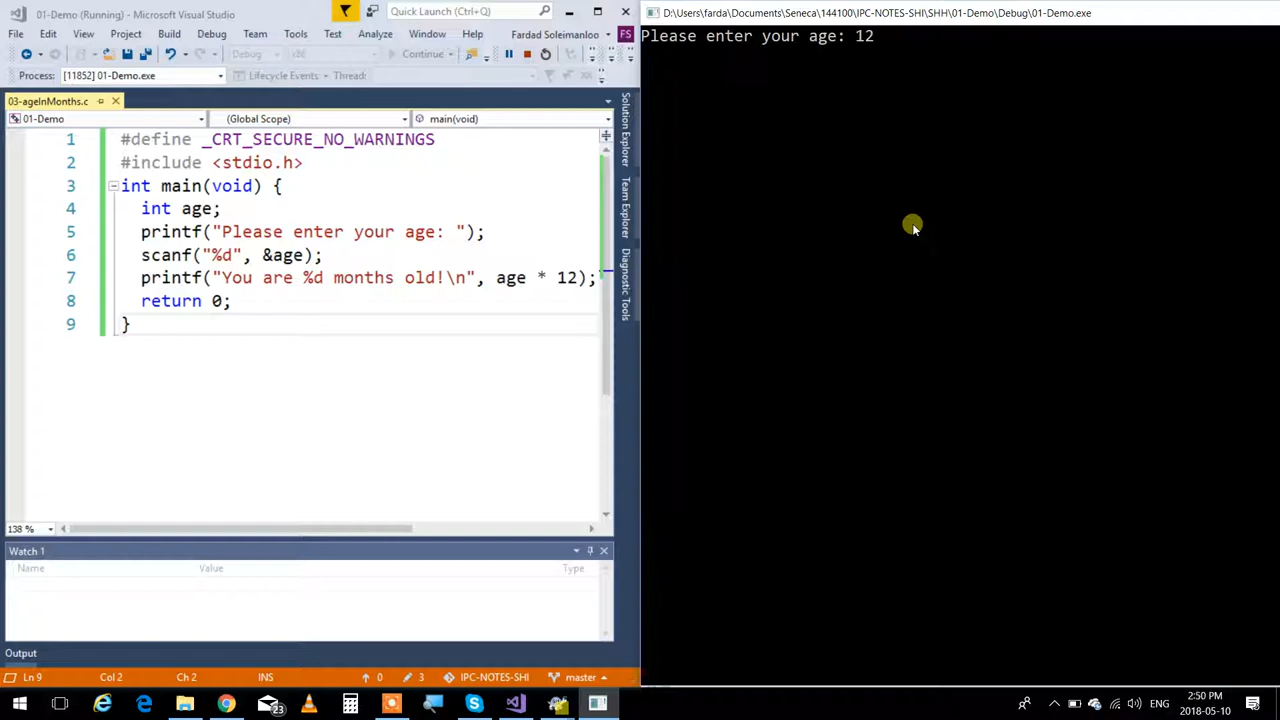 01-Demo (Running) - Microsoft Visual Studio
Quick Launch (Ctrl+Q)
File Edit View Project Build Debug Team Tools Test Analyze Window Help Fardad Soleimanloo FS
Debug Continue
Process: [11852] 01-Demo.exe Lifecycle Events Thread:
03-ageInMonths.c
01-Demo (Global Scope) main(void)
1 #define _CRT_SECURE_NO_WARNINGS
2 #include <stdio.h>
3 int main(void) {
4 int age;
5 printf("Please enter your age: ");
6 scanf("%d", &age);
7 printf("You are %d months old!\n", age * 12);
8 return 0;
9 }
Solution Explorer
Team Explorer
Diagnostic Tools
138 %
Watch 1
Name Value Type
Output
Ln 9 Col 2 Ch 2 INS 0 3 IPC-NOTES-SHI master
D:\Users\farda\Documents\Seneca\144100\IPC-NOTES-SHI\SHH\01-Demo\Debug\01-Demo.exe
Please enter your age: 12
23
ENG
2:50 PM
2018-05-10